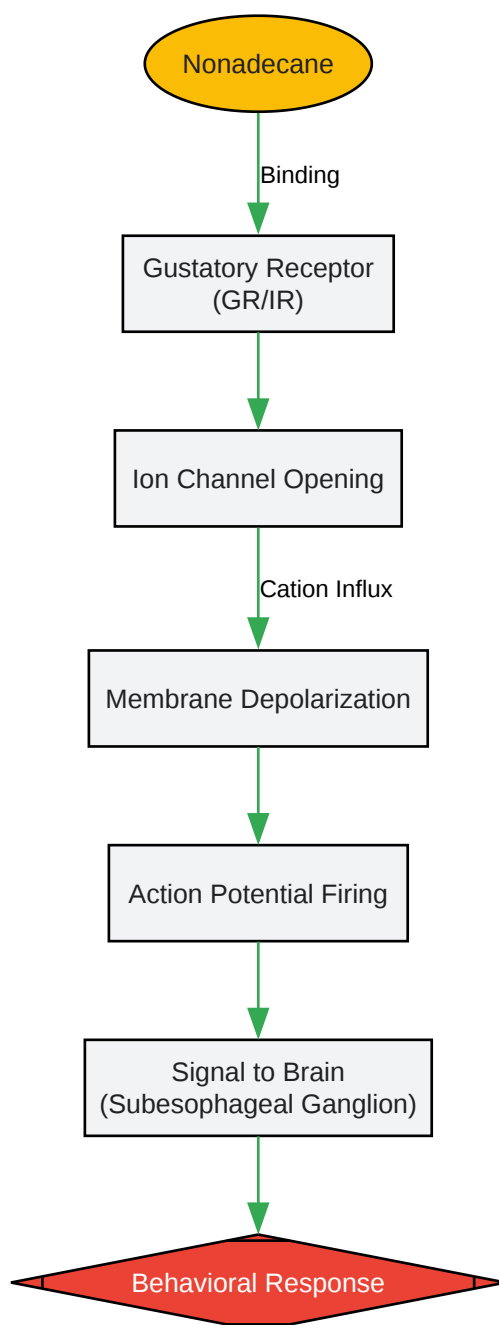 Nonadecane
Binding
Gustatory Receptor
(GR/IR)
Ion Channel Opening
Cation Influx
Membrane Depolarization
Action Potential Firing
Signal to Brain
(Subesophageal Ganglion)
Behavioral Response